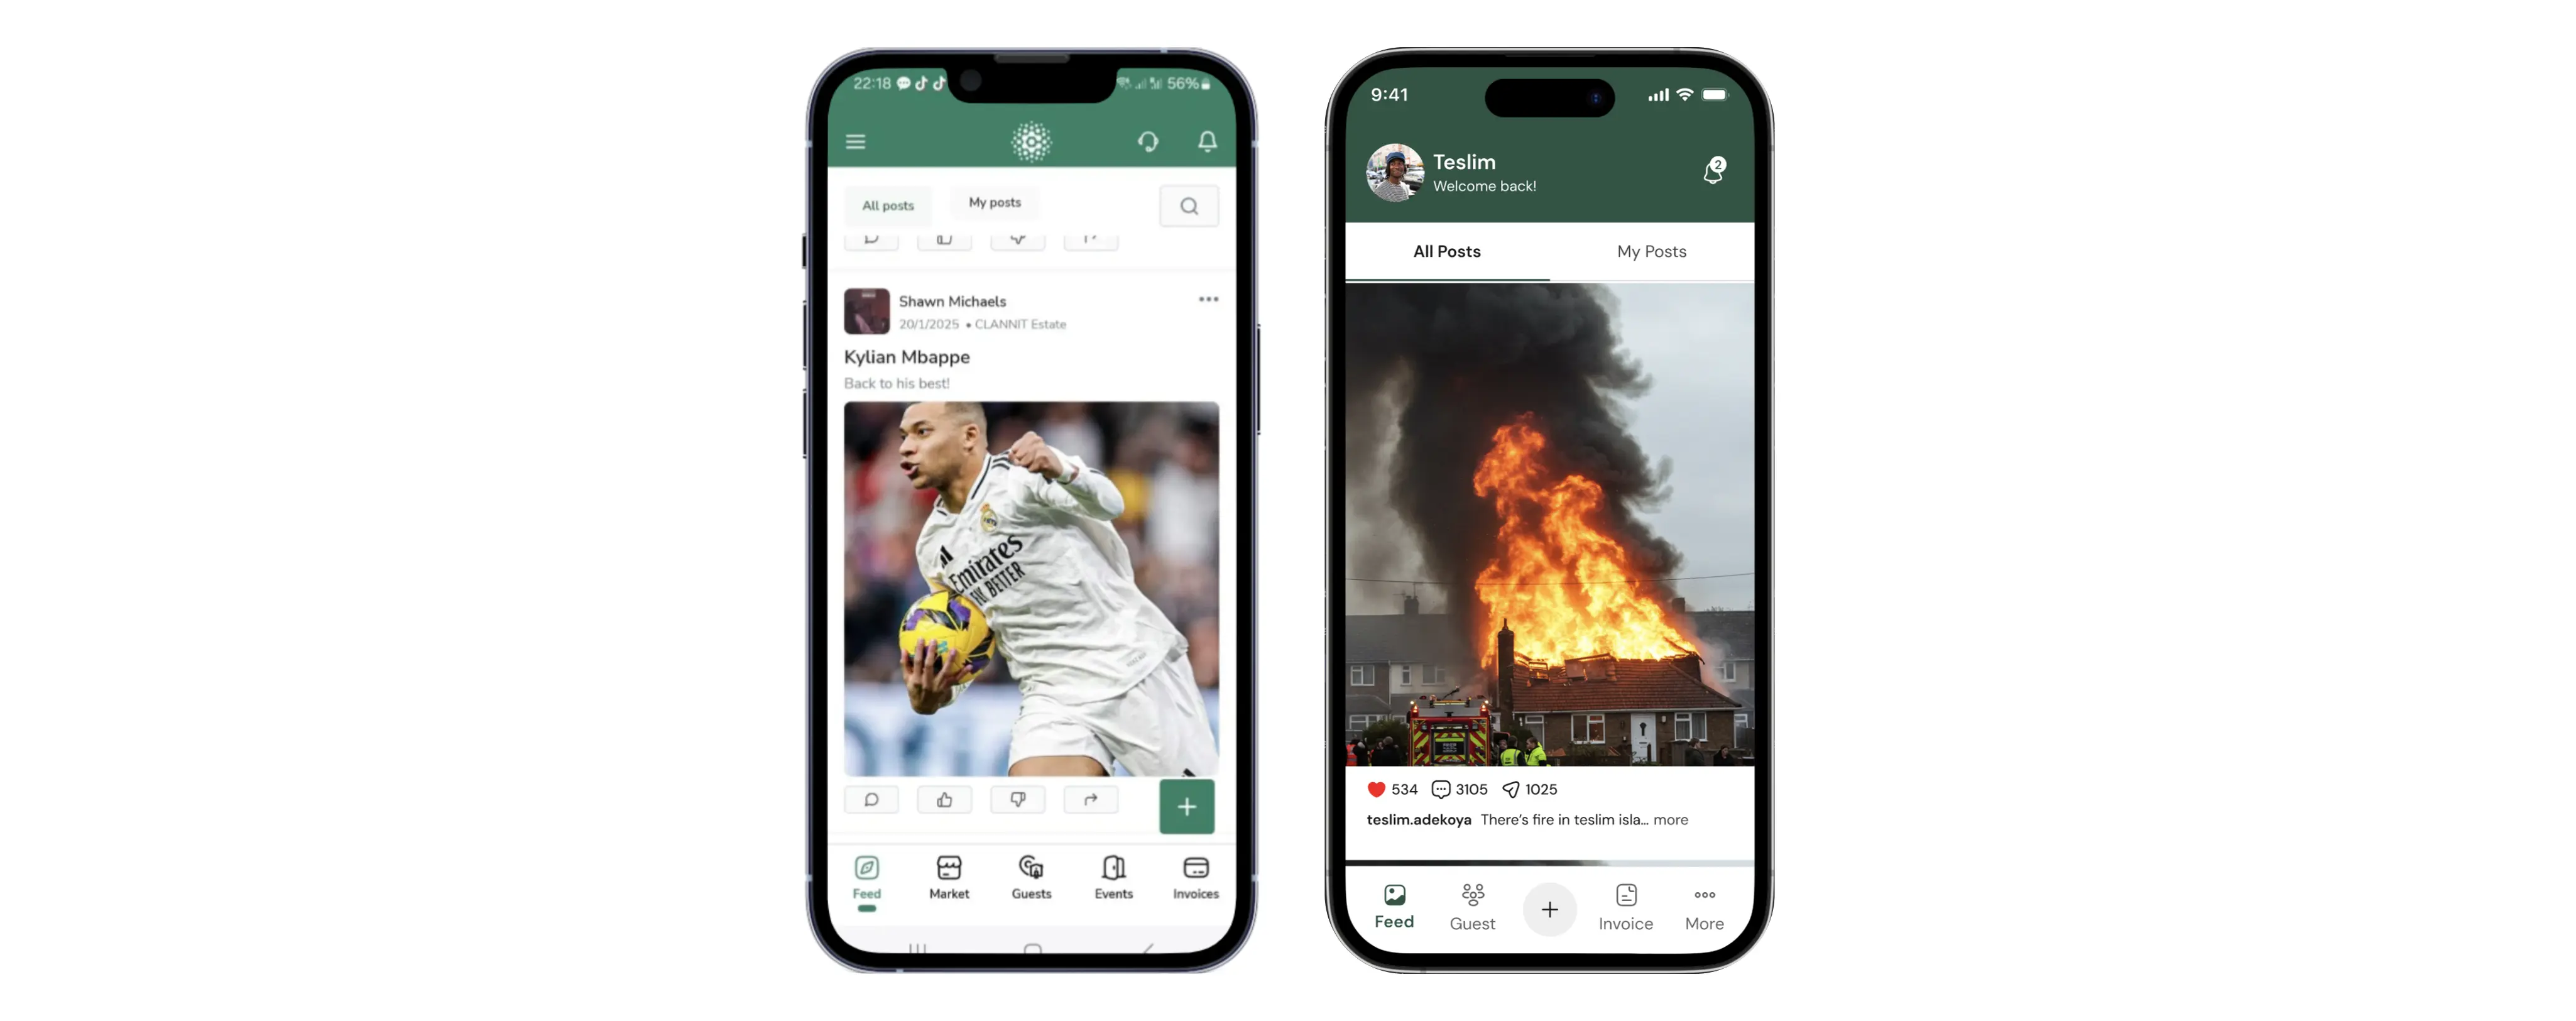 22:18
56%
All posts
My posts
Shawn Michaels
20/1/2025 • CLANNIT Estate
Kylian Mbappe
Back to his best!
Emirates
FLY BETTER
Feed
Market
Guests
Events
Invoices
9:41
Teslim
Welcome back!
2
All Posts
My Posts
534
3105
1025
teslim.adekoya There's fire in teslim isla... more
Feed
Guest
Invoice
More